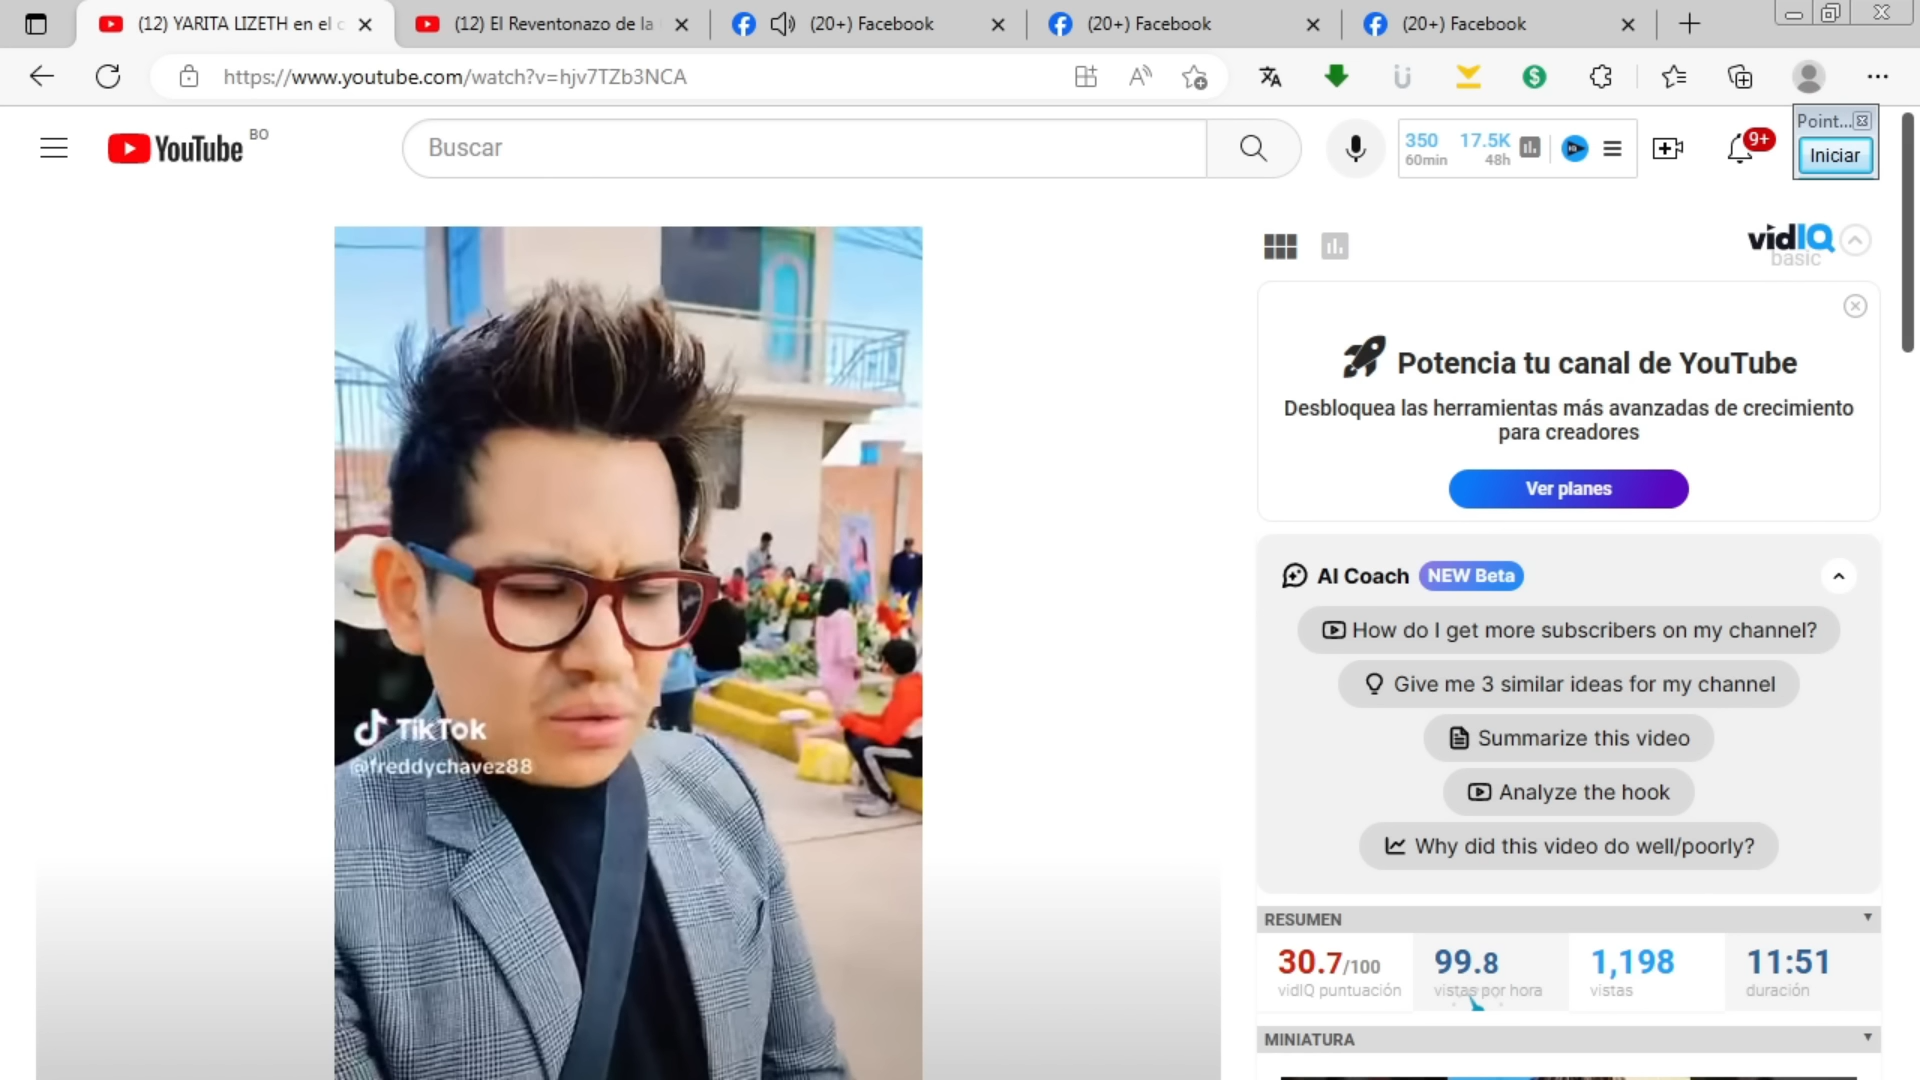 (12) YARITA LIZETH en el c
(12) El Reventonazo de la
(20+) Facebook
(20+) Facebook
(20+) Facebook
https://www.youtube.com/watch?v=hjv7TZb3NCA
YouTube BO
Buscar
350 17.5K
60min 48h
9+
Point...
Iniciar
vidIQ
basic
Potencia tu canal de YouTube
Desbloquea las herramientas más avanzadas de crecimiento
para creadores
Ver planes
AI Coach NEW Beta
How do I get more subscribers on my channel?
Give me 3 similar ideas for my channel
Summarize this video
Analyze the hook
Why did this video do well/poorly?
TikTok
@freddychavez88
RESUMEN
30.7/100 99.8 1,198 11:51
vidIQ puntuación vistas por hora vistas duración
MINIATURA